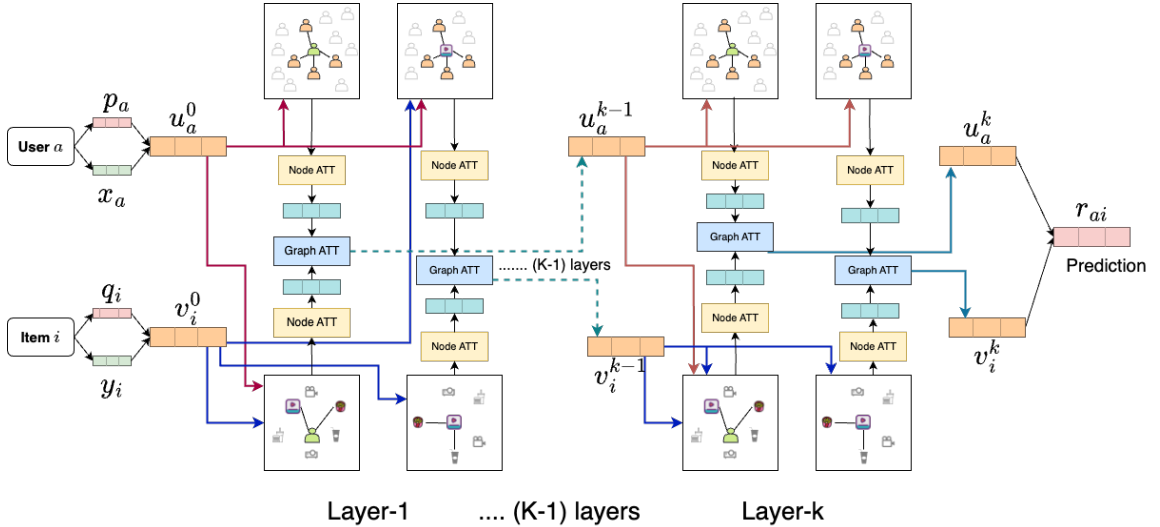 User a
p_a
x_a
u_a^0
Item i
q_i
y_i
v_i^0
Node ATT
Graph ATT
Node ATT
Node ATT
Graph ATT
Node ATT
....... (K-1) layers
u_a^{k-1}
v_i^{k-1}
Node ATT
Graph ATT
Node ATT
Node ATT
Graph ATT
Node ATT
u_a^k
v_i^k
r_{ai}
Prediction
Layer-1
.... (K-1) layers
Layer-k